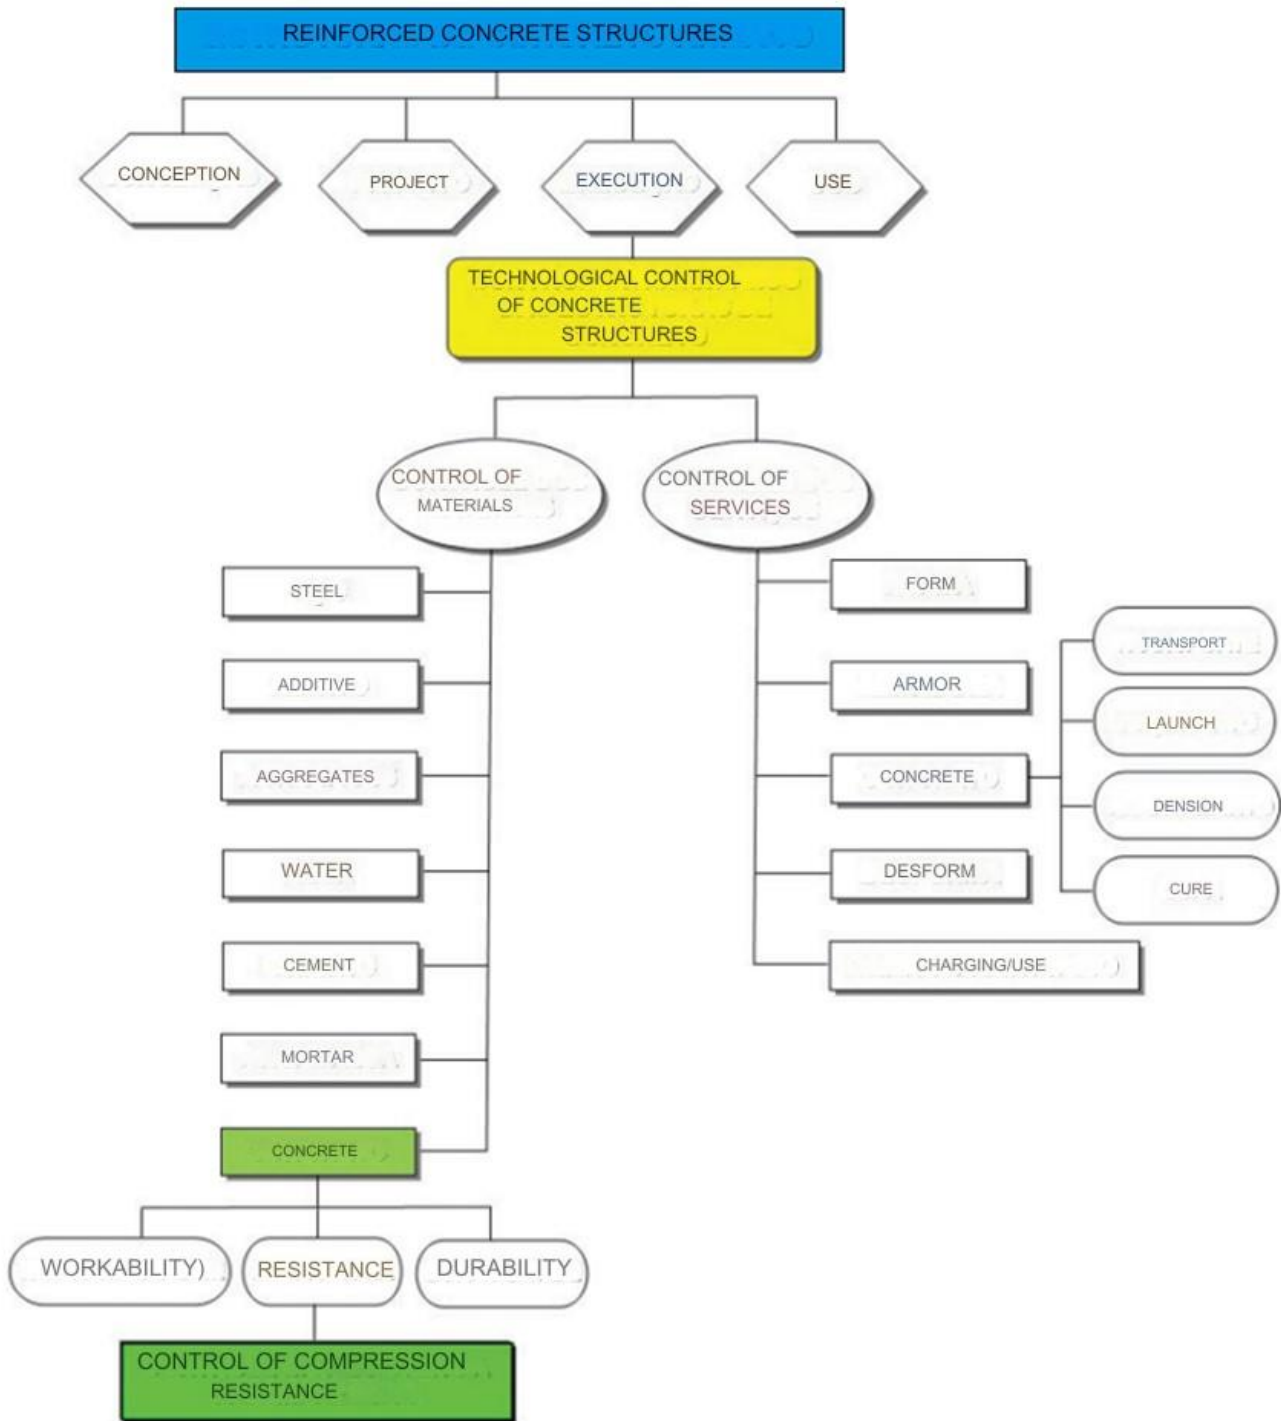 REINFORCED CONCRETE STRUCTURES
CONCEPTION
PROJECT
EXECUTION
USE
TECHNOLOGICAL CONTROL
OF CONCRETE
STRUCTURES
CONTROL OF
MATERIALS
CONTROL OF
SERVICES
STEEL
ADDITIVE
AGGREGATES
WATER
CEMENT
MORTAR
CONCRETE
FORM
ARMOR
CONCRETE
DESFORM
CHARGING/USE
TRANSPORT
LAUNCH
DENSION
CURE
WORKABILITY)
RESISTANCE
DURABILITY
CONTROL OF COMPRESSION
RESISTANCE